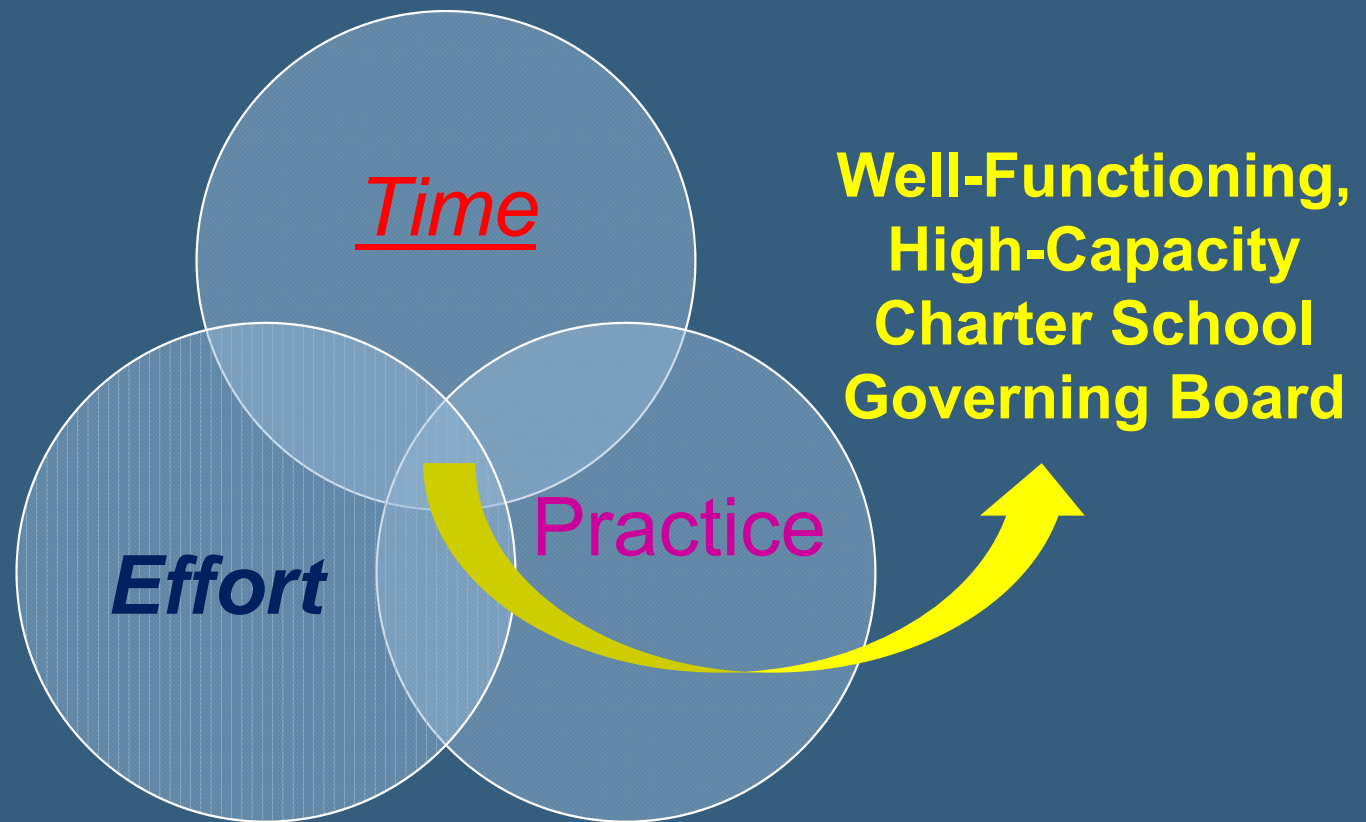 Time
Well-Functioning,
High-Capacity
Charter School
Governing Board
Practice
Effort